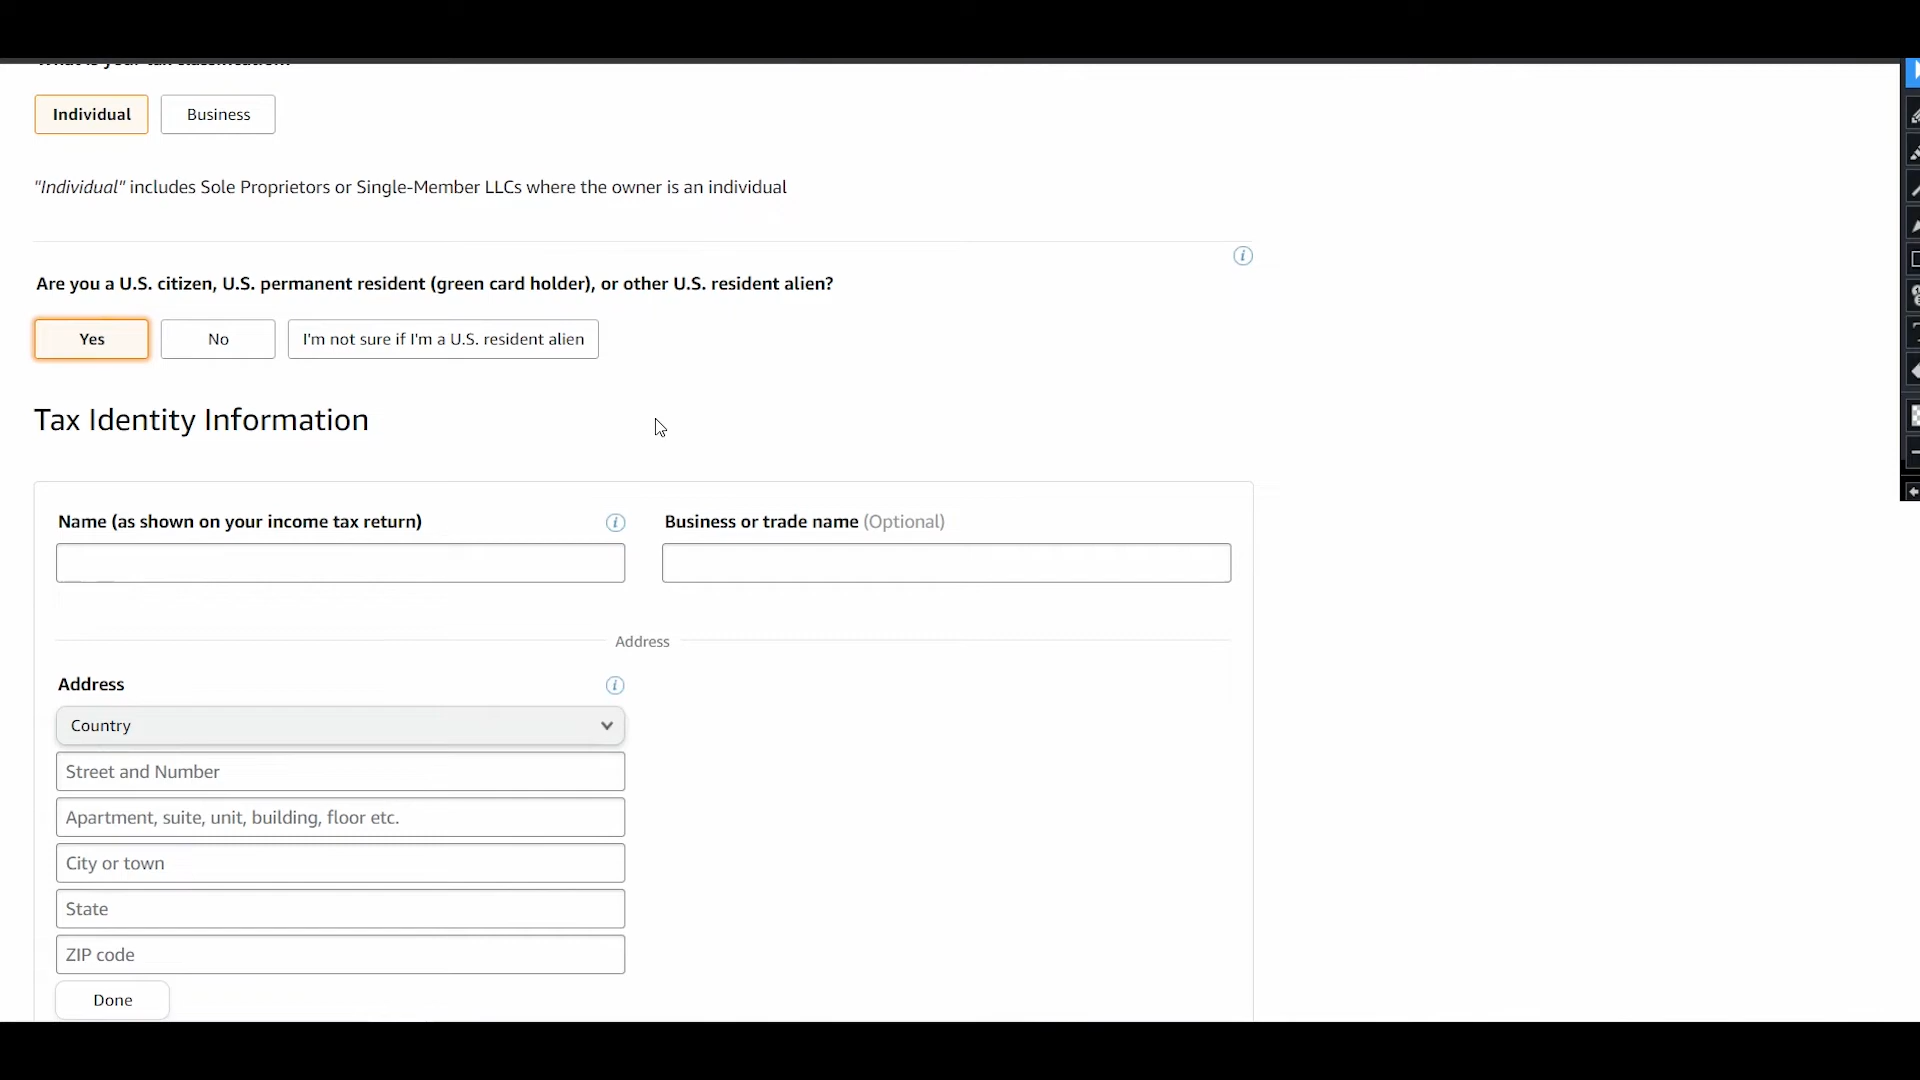 Individual
Business
"Individual" includes Sole Proprietors or Single-Member LLCs where the owner is an individual
Are you a U.S. citizen, U.S. permanent resident (green card holder), or other U.S. resident alien?
Yes
No
I'm not sure if I'm a U.S. resident alien
Tax Identity Information
Name (as shown on your income tax return)
Business or trade name (Optional)
Address
Address
Country
Street and Number
Apartment, suite, unit, building, floor etc.
City or town
State
ZIP code
Done